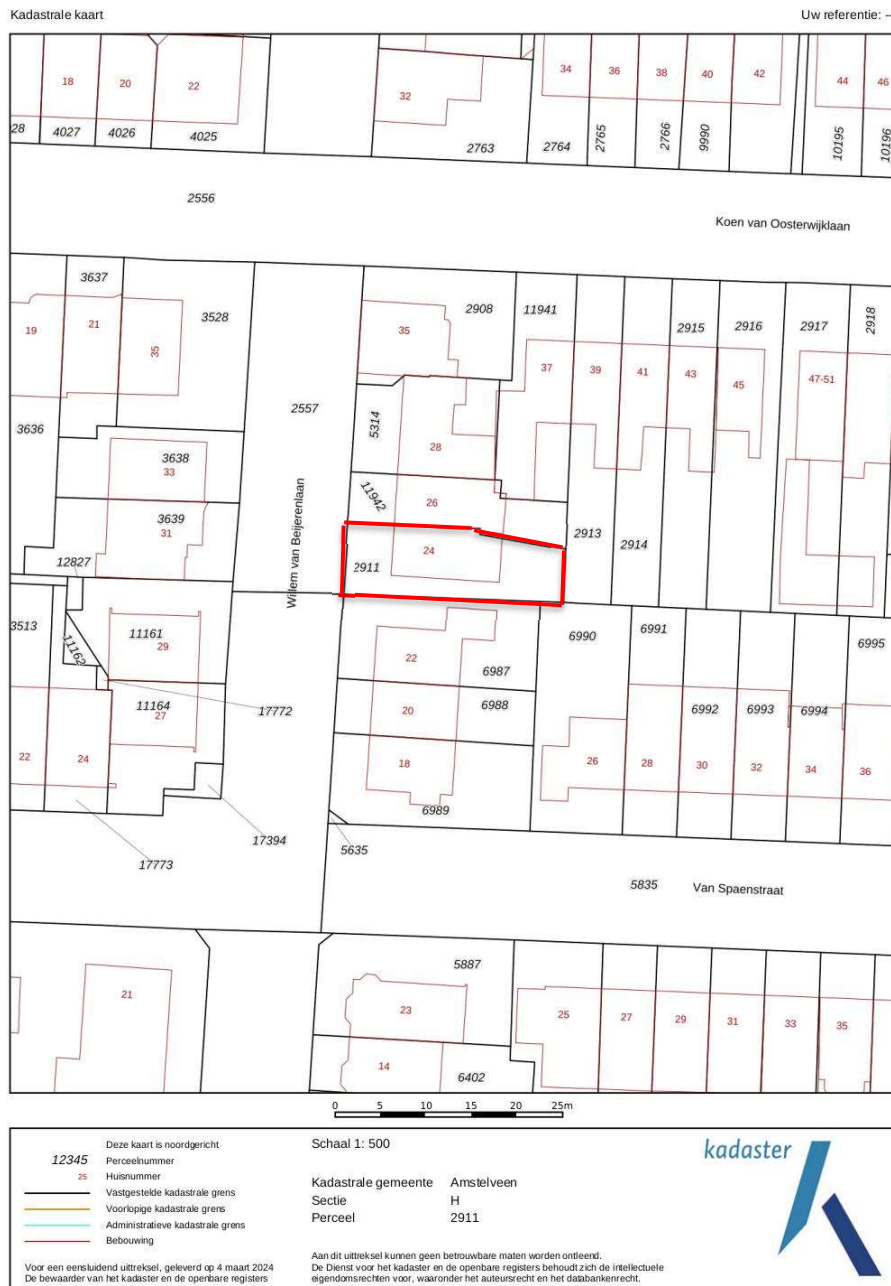 Kadastrale kaart
Uw referentie: --
18 20 22 32 34 36 38 40 42 44 46
28 4027 4026 4025 2763 2764 2765 2766 9990 10195 10196
2556
Koen van Oosterwijklaan
3637
3528
2908
11941
2915 2916 2917 2918
19 21 35 35
37 39 41 43 45 47-51
2557
3636
5314
28
3638
33
11942
26
3639
31
24
2913
2914
12827
2911
Willem van Beijerenlaan
3513
11162
11161
29
22
6987
6990
6991
6995
11164
27
17772
20
6988
6992 6993 6994
22 24
18
26 28 30 32 34 36
6989
17394
5635
17773
5835
Van Spaenstraat
5887
21
23
25 27 29 31 33 35
14
6402
0 5 10 15 20 25m
Deze kaart is noordgericht
12345 Perceelnummer
25 Huisnummer
Vastgestelde kadastrale grens
Voorlopige kadastrale grens
Administratieve kadastrale grens
Bebouwing
Voor een eensluidend uittreksel, geleverd op 4 maart 2024
De bewaarder van het kadaster en de openbare registers
Schaal 1: 500
Kadastrale gemeente Amstelveen
Sectie H
Perceel 2911
Aan dit uittreksel kunnen geen betrouwbare maten worden ontleend.
De Dienst voor het kadaster en de openbare registers behoudt zich de intellectuele
eigendomsrechten voor, waaronder het auteursrecht en het databankenrecht.
kadaster